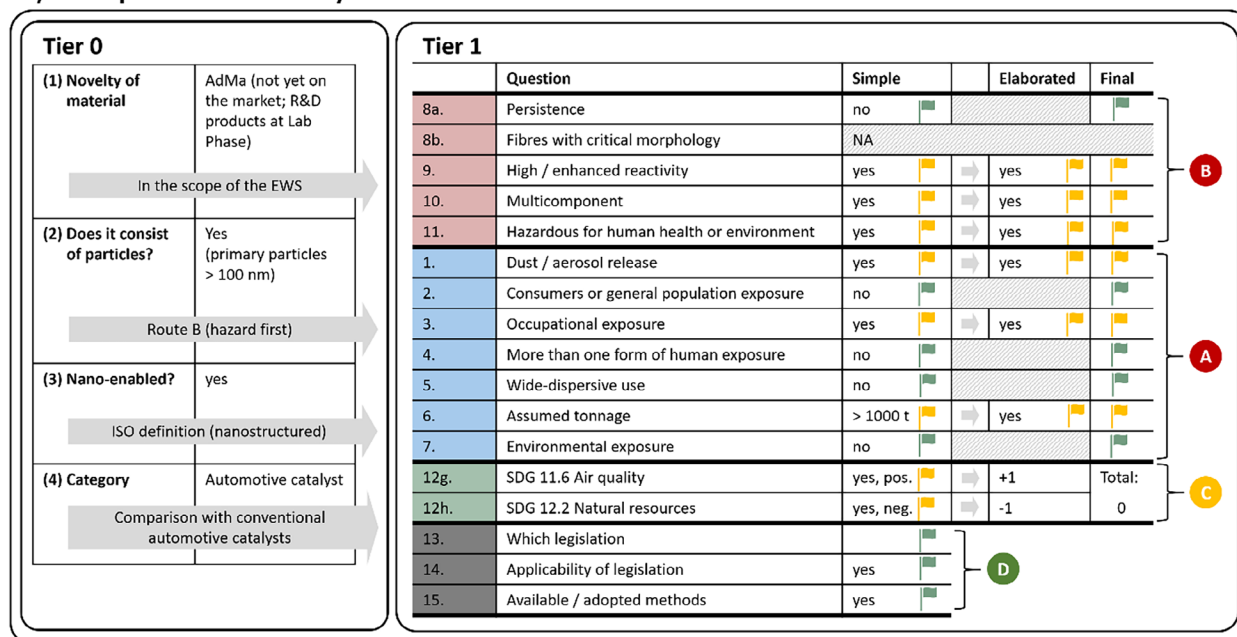 Tier 0
(1) Novelty of material
AdMa (not yet on the market; R&D products at Lab Phase)
In the scope of the EWS
(2) Does it consist of particles?
Yes (primary particles > 100 nm)
Route B (hazard first)
(3) Nano-enabled?
yes
ISO definition (nanostructured)
(4) Category
Automotive catalyst
Comparison with conventional automotive catalysts
Tier 1
Question Simple Elaborated Final
8a. Persistence no
8b. Fibres with critical morphology NA
9. High / enhanced reactivity yes yes
10. Multicomponent yes yes
11. Hazardous for human health or environment yes yes
B
1. Dust / aerosol release yes yes
2. Consumers or general population exposure no
3. Occupational exposure yes yes
4. More than one form of human exposure no
5. Wide-dispersive use no
6. Assumed tonnage > 1000 t yes
7. Environmental exposure no
A
12g. SDG 11.6 Air quality yes, pos. +1 Total:
12h. SDG 12.2 Natural resources yes, neg. -1 0
C
13. Which legislation
14. Applicability of legislation yes
15. Available / adopted methods yes
D